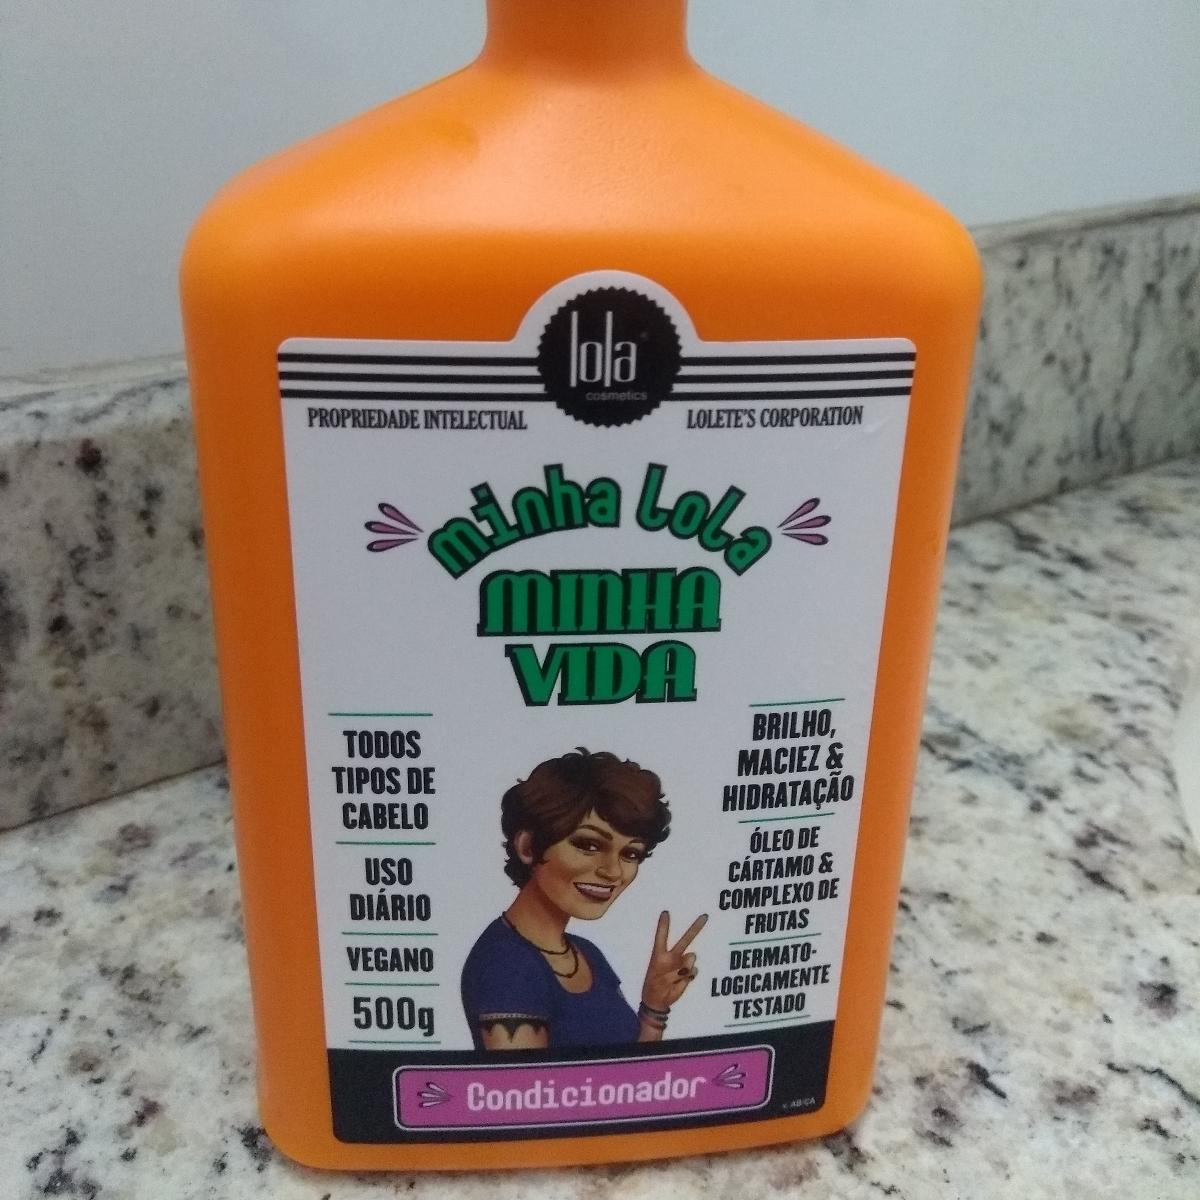 lola
cosmetics
PROPRIEDADE INTELECTUAL
LOLETE'S CORPORATION
minha lola
MINHA
VIDA
TODOS
TIPOS DE
CABELO
USO
DIÁRIO
VEGANO
500g
BRILHO,
MACIEZ &
HIDRATAÇÃO
ÓLEO DE
CÁRTAMO &
COMPLEXO DE
FRUTAS
DERMATO-
LOGICAMENTE
TESTADO
Condicionador